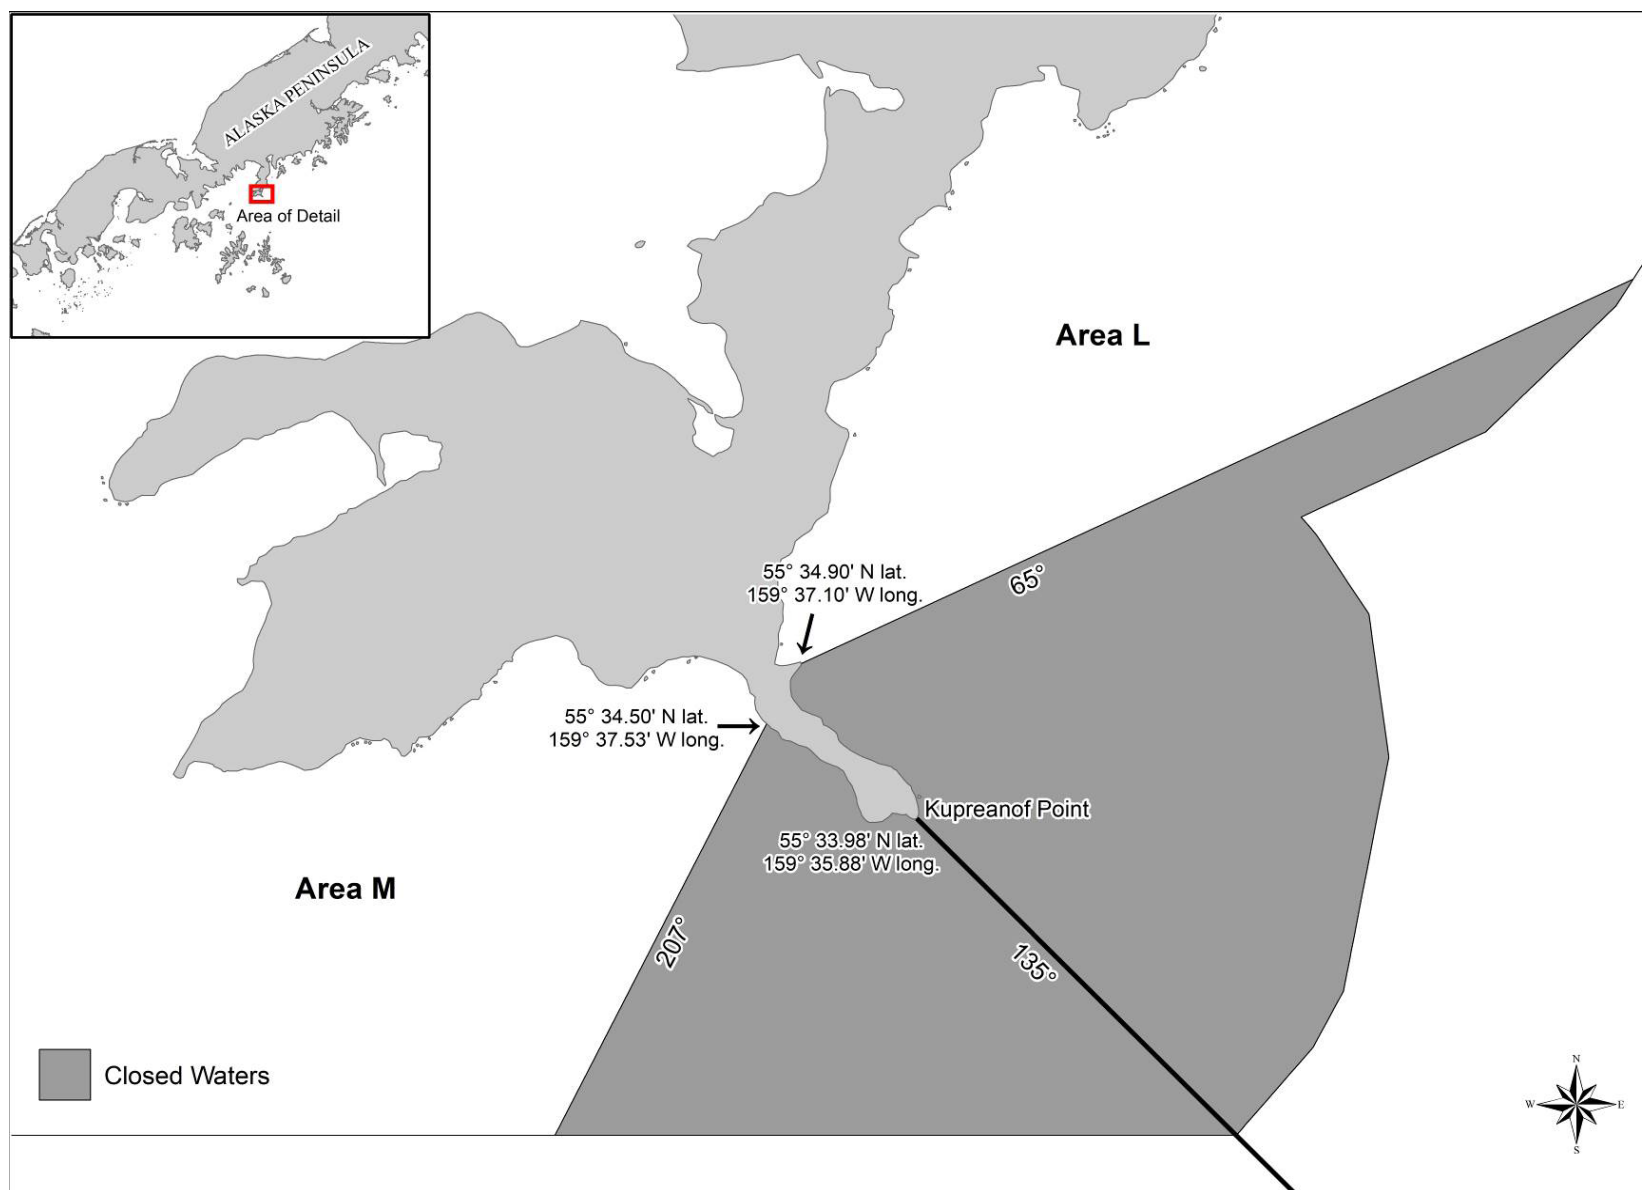 ALASKA PENINSULA
Area of Detail
Area L
55° 34.90' N lat.
159° 37.10' W long.
65°
55° 34.50' N lat.
159° 37.53' W long.
Kupreanof Point
55° 33.98' N lat.
159° 35.88' W long.
Area M
207°
135°
Closed Waters
N
W
E
S